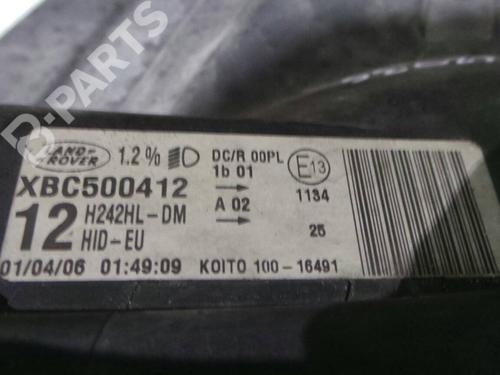 B-PARTS
LAND-
ROVER
1.2%
DC/R 00PL
E13
XBC500412
1b 01
1134
12
H242HL-DM
A 02
HID-EU
25
01/04/06 01:49:09 KOITO 100-16491